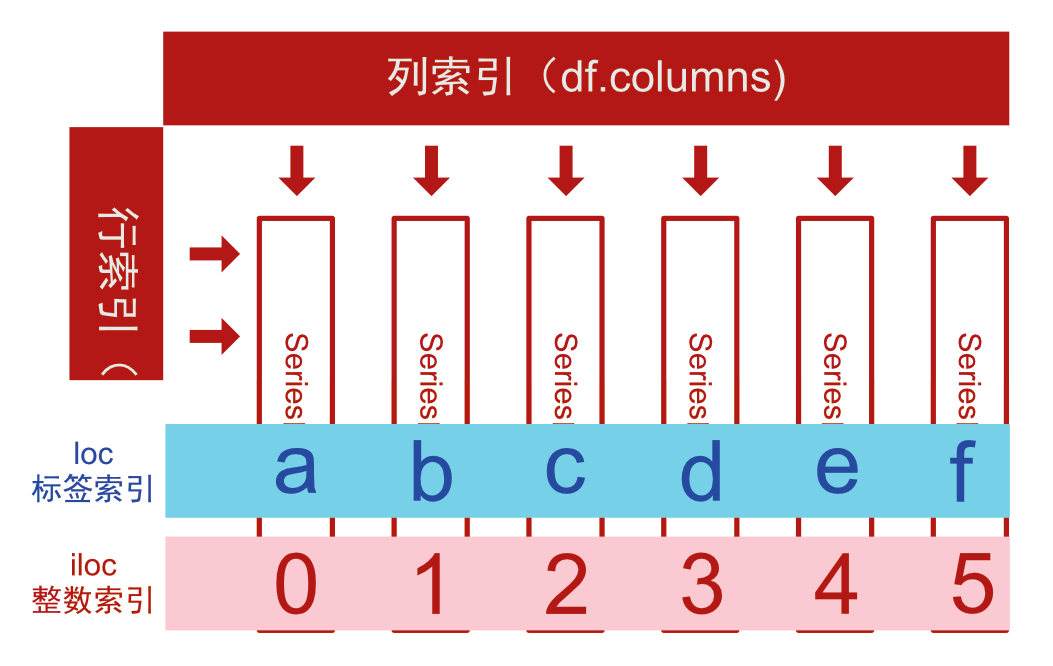 列索引（df.columns)
行索引（
Series
Series
Series
Series
Series
Series
loc
标签索引
a b c d e f
iloc
整数索引
0 1 2 3 4 5